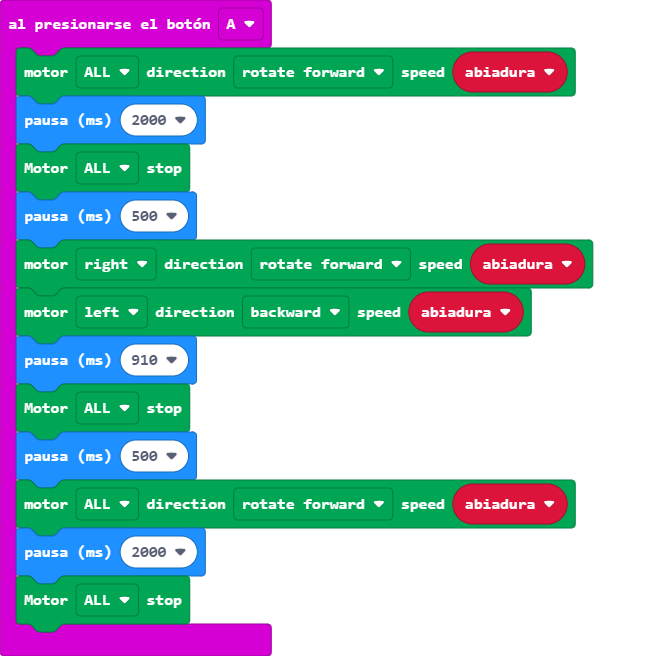 al presionarse el botón A
motor ALL direction rotate forward speed abiadura
pausa (ms) 2000
Motor ALL stop
pausa (ms) 500
motor right direction rotate forward speed abiadura
motor left direction backward speed abiadura
pausa (ms) 910
Motor ALL stop
pausa (ms) 500
motor ALL direction rotate forward speed abiadura
pausa (ms) 2000
Motor ALL stop